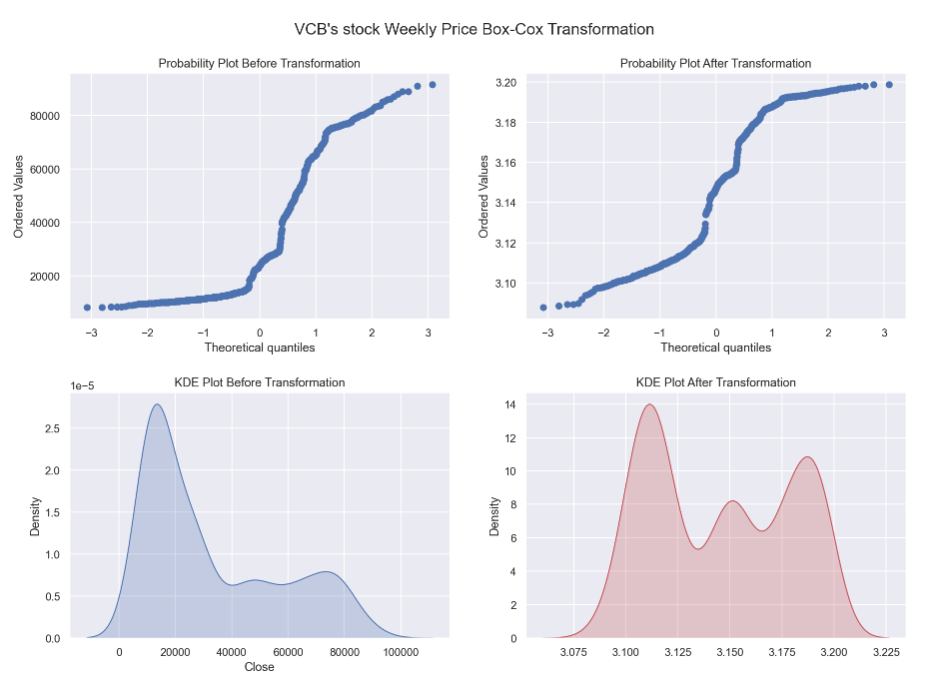 VCB's stock Weekly Price Box-Cox Transformation
Probability Plot Before Transformation
Ordered Values
80000
60000
40000
20000
−3 −2 −1 0 1 2 3
Theoretical quantiles
Probability Plot After Transformation
Ordered Values
3.20
3.18
3.16
3.14
3.12
3.10
−3 −2 −1 0 1 2 3
Theoretical quantiles
KDE Plot Before Transformation
1e−5
Density
2.5
2.0
1.5
1.0
0.5
0.0
0 20000 40000 60000 80000 100000
Close
KDE Plot After Transformation
Density
14
12
10
8
6
4
2
0
3.075 3.100 3.125 3.150 3.175 3.200 3.225